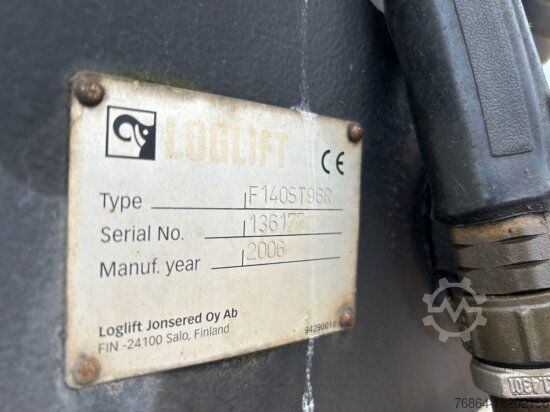 LOGLIFT CE
Type F140ST96R
Serial No. 136177
Manuf. year 2006
Loglift Jonsered Oy Ab
FIN -24100 Salo, Finland